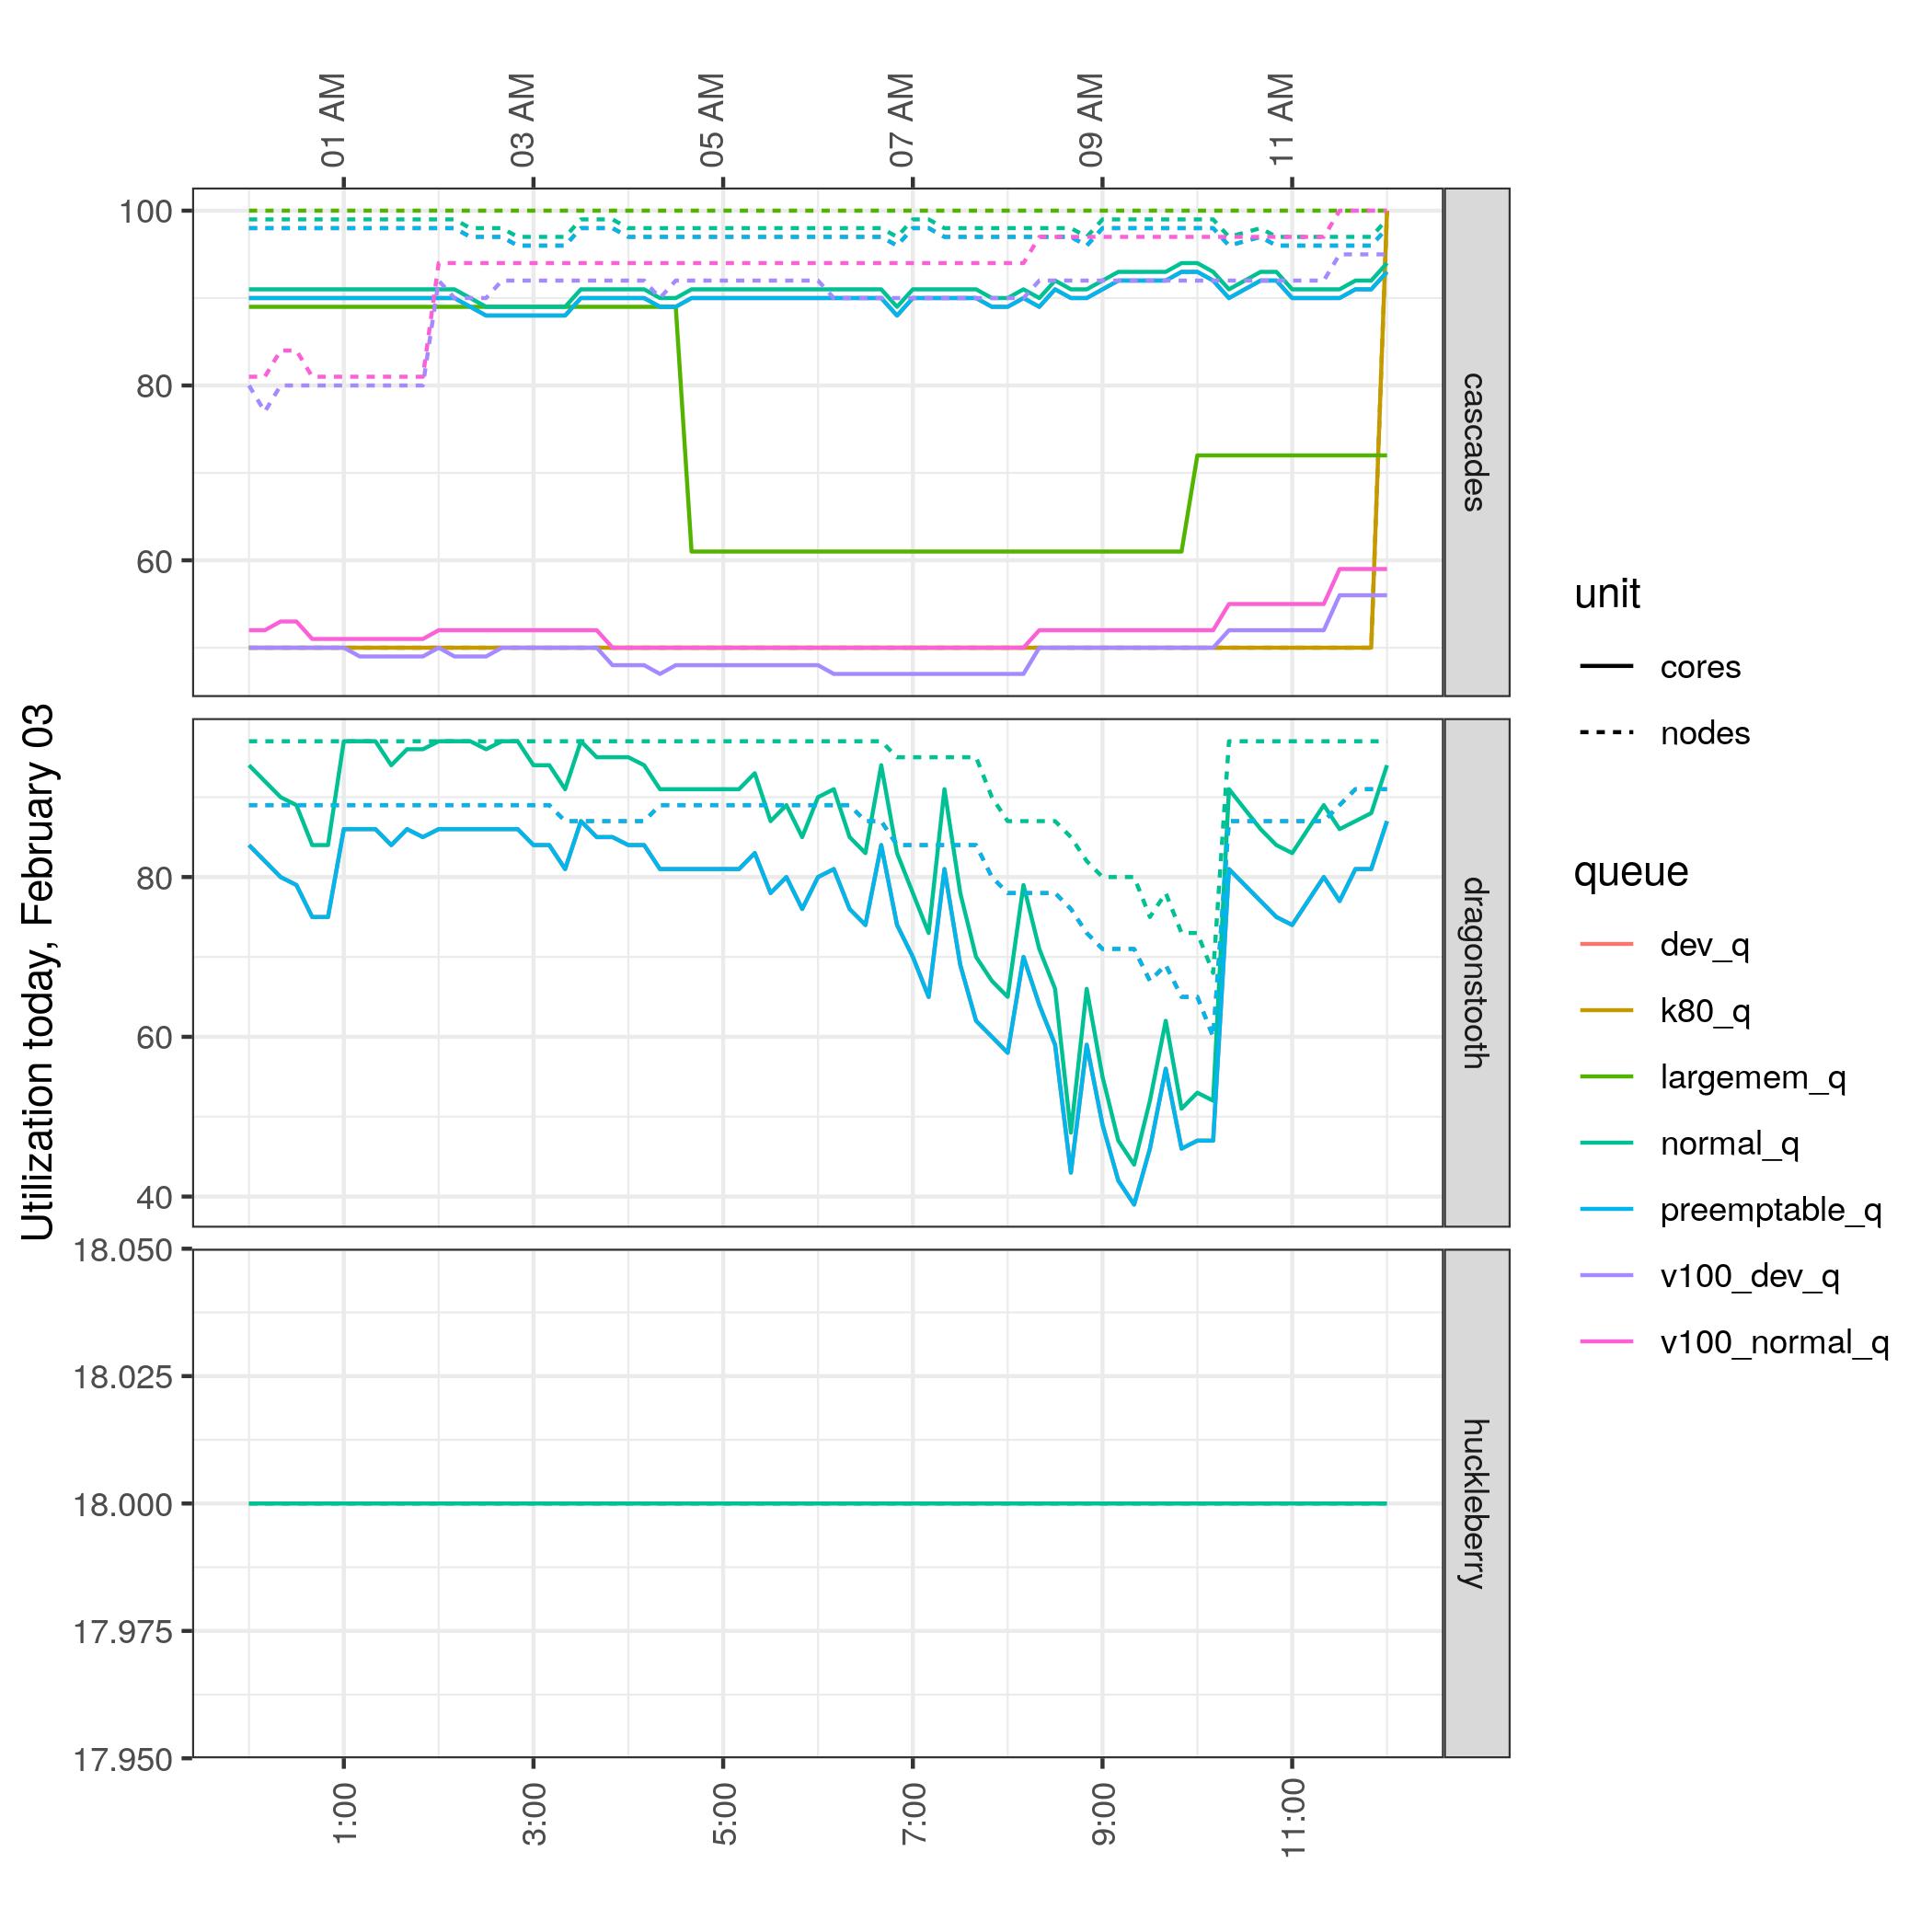 01 AM
03 AM
05 AM
07 AM
09 AM
11 AM
Utilization today, February 03
100
80
60
cascades
80
60
40
dragonstooth
18.050
18.025
18.000
17.975
17.950
huckleberry
1:00
3:00
5:00
7:00
9:00
11:00
unit
cores
nodes
queue
dev_q
k80_q
largemem_q
normal_q
preemptable_q
v100_dev_q
v100_normal_q